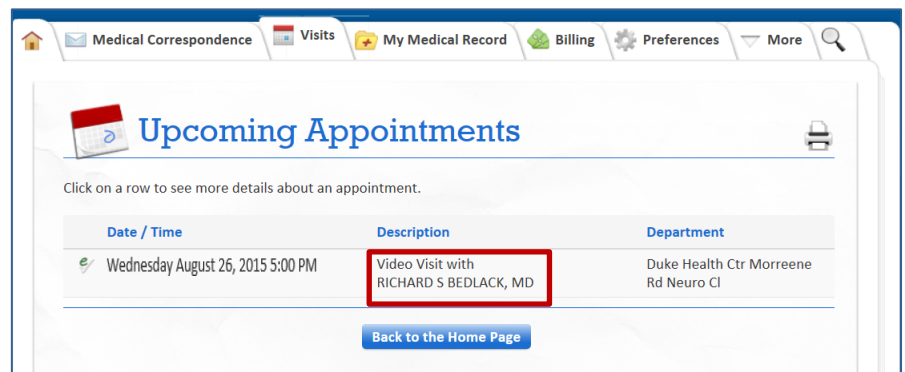 Medical Correspondence Visits My Medical Record Billing Preferences More
Upcoming Appointments
Click on a row to see more details about an appointment.
Date / Time Description Department
Wednesday August 26, 2015 5:00 PM Video Visit with Duke Health Ctr Morreene
RICHARD S BEDLACK, MD Rd Neuro Cl
Back to the Home Page